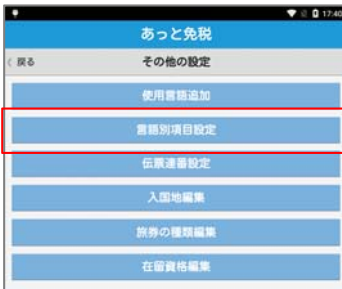 17:40
あっと免税
戻る
その他の設定
使用言語追加
言語別項目設定
伝票連番設定
入国地編集
旅券の種類編集
在留資格編集